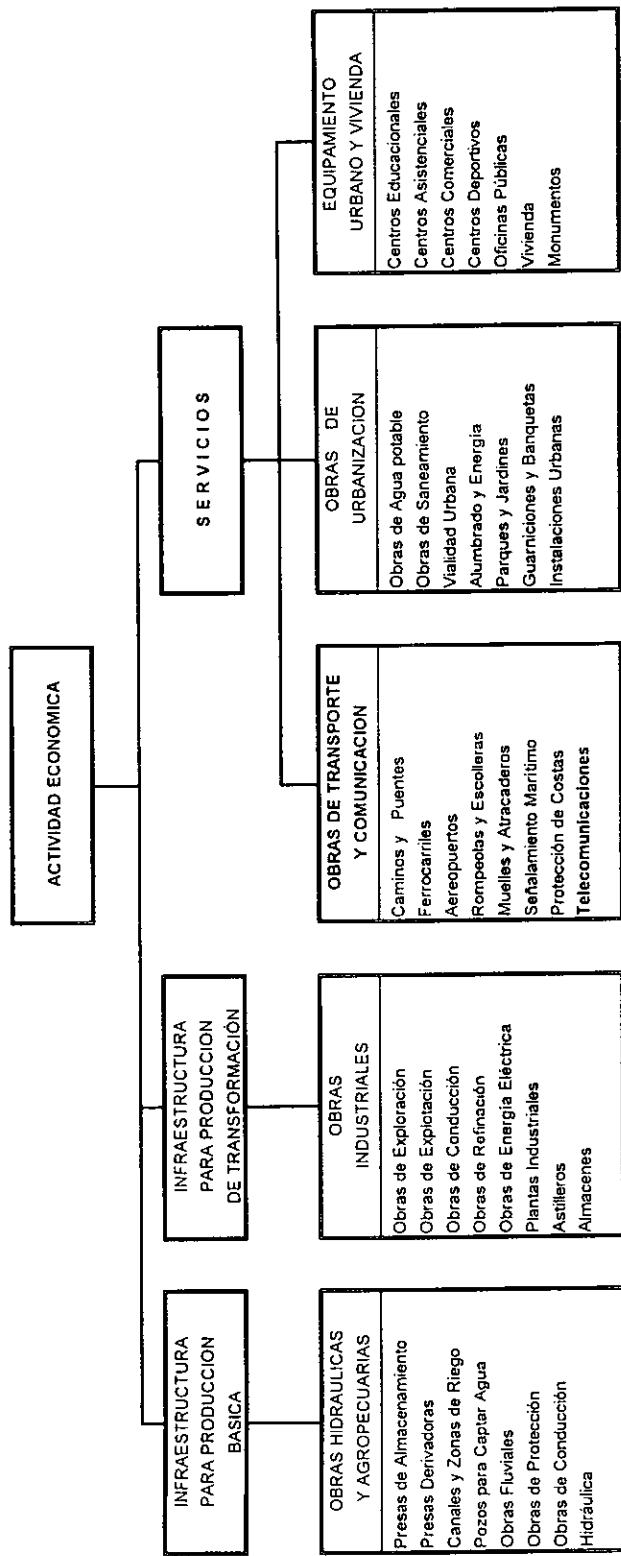 ACTIVIDAD ECONOMICA
INFRAESTRUCTURA
PARA PRODUCCION
BASICA
INFRAESTRUCTURA
PARA PRODUCCION
DE TRANSFORMACIÓN
SERVICIOS
OBRAS HIDRAULICAS
Y AGROPECUARIAS
Presas de Almacenamiento
Presas Derivadoras
Canales y Zonas de Riego
Pozos para Captar Agua
Obras Fluviales
Obras de Protección
Obras de Conducción
Hidráulica
OBRAS
INDUSTRIALES
Obras de Exploración
Obras de Explotación
Obras de Conducción
Obras de Refinación
Obras de Energía Eléctrica
Plantas Industriales
Astilleros
Almacenes
OBRAS DE TRANSPORTE
Y COMUNICACION
Caminos y Puentes
Ferrocarriles
Aereopuertos
Rompeolas y Escolleras
Muelles y Atracaderos
Señalamiento Marítimo
Protección de Costas
Telecomunicaciones
OBRAS DE
URBANIZACION
Obras de Agua potable
Obras de Saneamiento
Vialidad Urbana
Alumbrado y Energía
Parques y Jardines
Guarniciones y Banquetas
Instalaciones Urbanas
EQUIPAMIENTO
URBANO Y VIVIENDA
Centros Educacionales
Centros Asistenciales
Centros Comerciales
Centros Deportivos
Oficinas Públicas
Vivienda
Monumentos